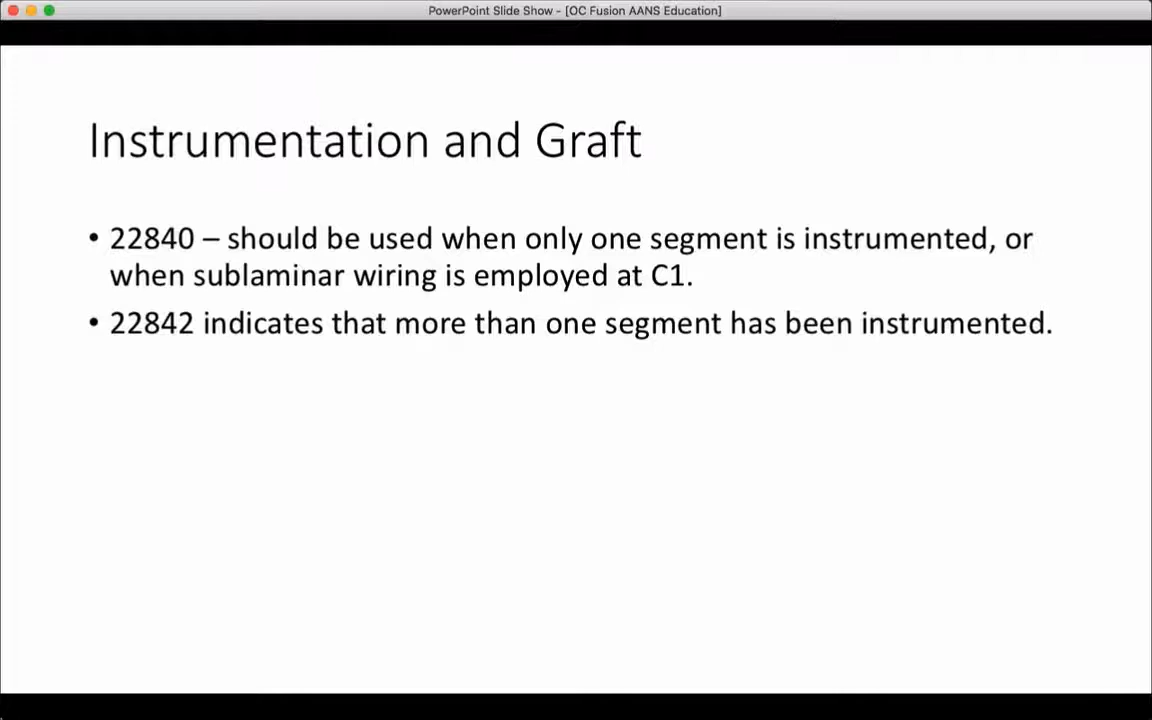 PowerPoint Slide Show - [OC Fusion AANS Education]
Instrumentation and Graft
• 22840 – should be used when only one segment is instrumented, or
when sublaminar wiring is employed at C1.
• 22842 indicates that more than one segment has been instrumented.